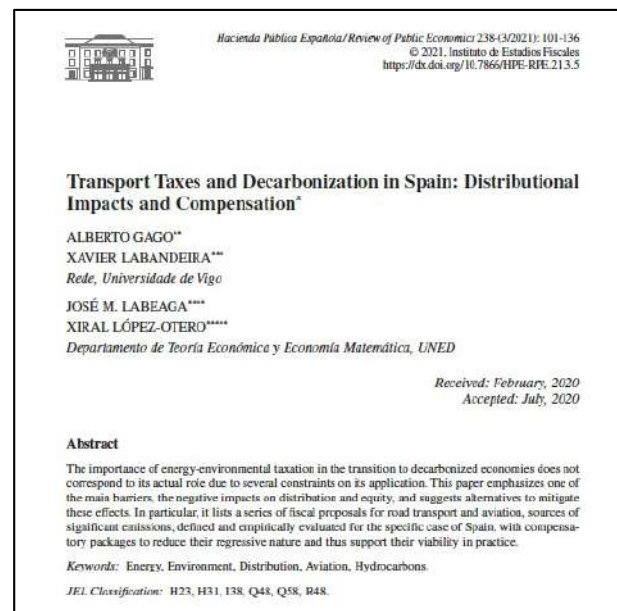 Hacienda Pública Española/Review of Public Economics 238-(3/2021): 101-136
© 2021, Instituto de Estudios Fiscales
https://dx.doi.org/10.7866/HPE-RPE.21.3.5
Transport Taxes and Decarbonization in Spain: Distributional
Impacts and Compensation*
ALBERTO GAGO**
XAVIER LABANDEIRA***
Rede, Universidade de Vigo
JOSÉ M. LABEAGA****
XIRAL LÓPEZ-OTERO*****
Departamento de Teoría Económica y Economía Matemática, UNED
Received: February, 2020
Accepted: July, 2020
Abstract
The importance of energy-environmental taxation in the transition to decarbonized economies does not
correspond to its actual role due to several constraints on its application. This paper emphasizes one of
the main barriers, the negative impacts on distribution and equity, and suggests alternatives to mitigate
these effects. In particular, it lists a series of fiscal proposals for road transport and aviation, sources of
significant emissions, defined and empirically evaluated for the specific case of Spain, with compensa-
tory packages to reduce their regressive nature and thus support their viability in practice.
Keywords: Energy, Environment, Distribution, Aviation, Hydrocarbons.
JEL Classification: H23, H31, I38, Q48, Q58, R48.